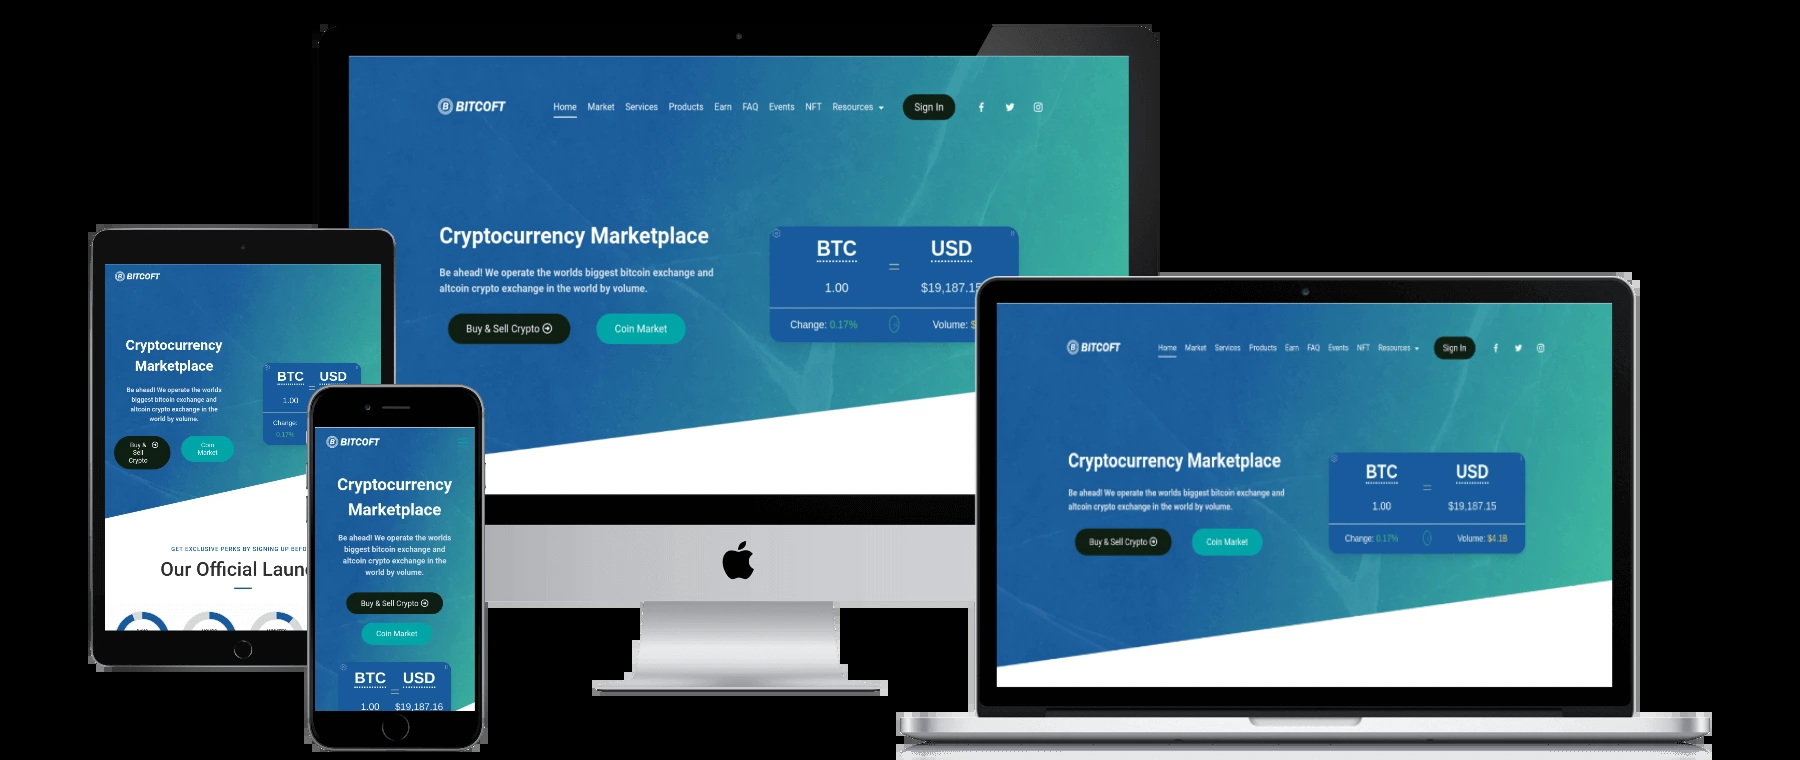 BITCOFT
Home Market Services Products Earn FAQ Events NFT Resources Sign In
Cryptocurrency Marketplace
Be ahead! We operate the worlds biggest bitcoin exchange and
altcoin crypto exchange in the world by volume.
Buy & Sell Crypto
Coin Market
BTC USD
=
1.00 $19,187.15
Change: 0.17% Volume: $
BITCOFT
Cryptocurrency
Marketplace
Be ahead! We operate the worlds
biggest bitcoin exchange and
altcoin crypto exchange in the
world by volume.
Buy &
Sell
Crypto
Coin
Market
BTC USD
=
1.00
Change:
0.17%
GET EXCLUSIVE PERKS BY SIGNING UP BEFO
Our Official Laun
BITCOFT
Cryptocurrency
Marketplace
Be ahead! We operate the worlds
biggest bitcoin exchange and
altcoin crypto exchange in the
world by volume.
Buy & Sell Crypto
Coin Market
BTC USD
=
1.00 $19,187.16
BITCOFT
Home Market Services Products Earn FAQ Events NFT Resources Sign In
Cryptocurrency Marketplace
Be ahead! We operate the worlds biggest bitcoin exchange and
altcoin crypto exchange in the world by volume.
Buy & Sell Crypto
Coin Market
BTC USD
=
1.00 $19,187.15
Change: 0.17% Volume: $4.1B